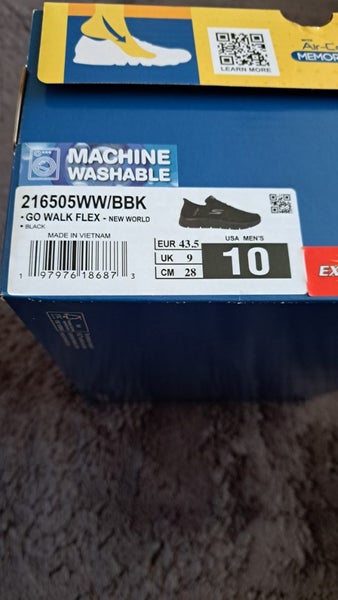 LEARN MORE
WITH
Air-Co
MEMOR
MACHINE
WASHABLE
216505WW/BBK
• GO WALK FLEX - NEW WORLD
• BLACK
MADE IN VIETNAM
1 97976 18687 3
EUR 43.5
UK 9
CM 28
USA MEN'S
10
EX